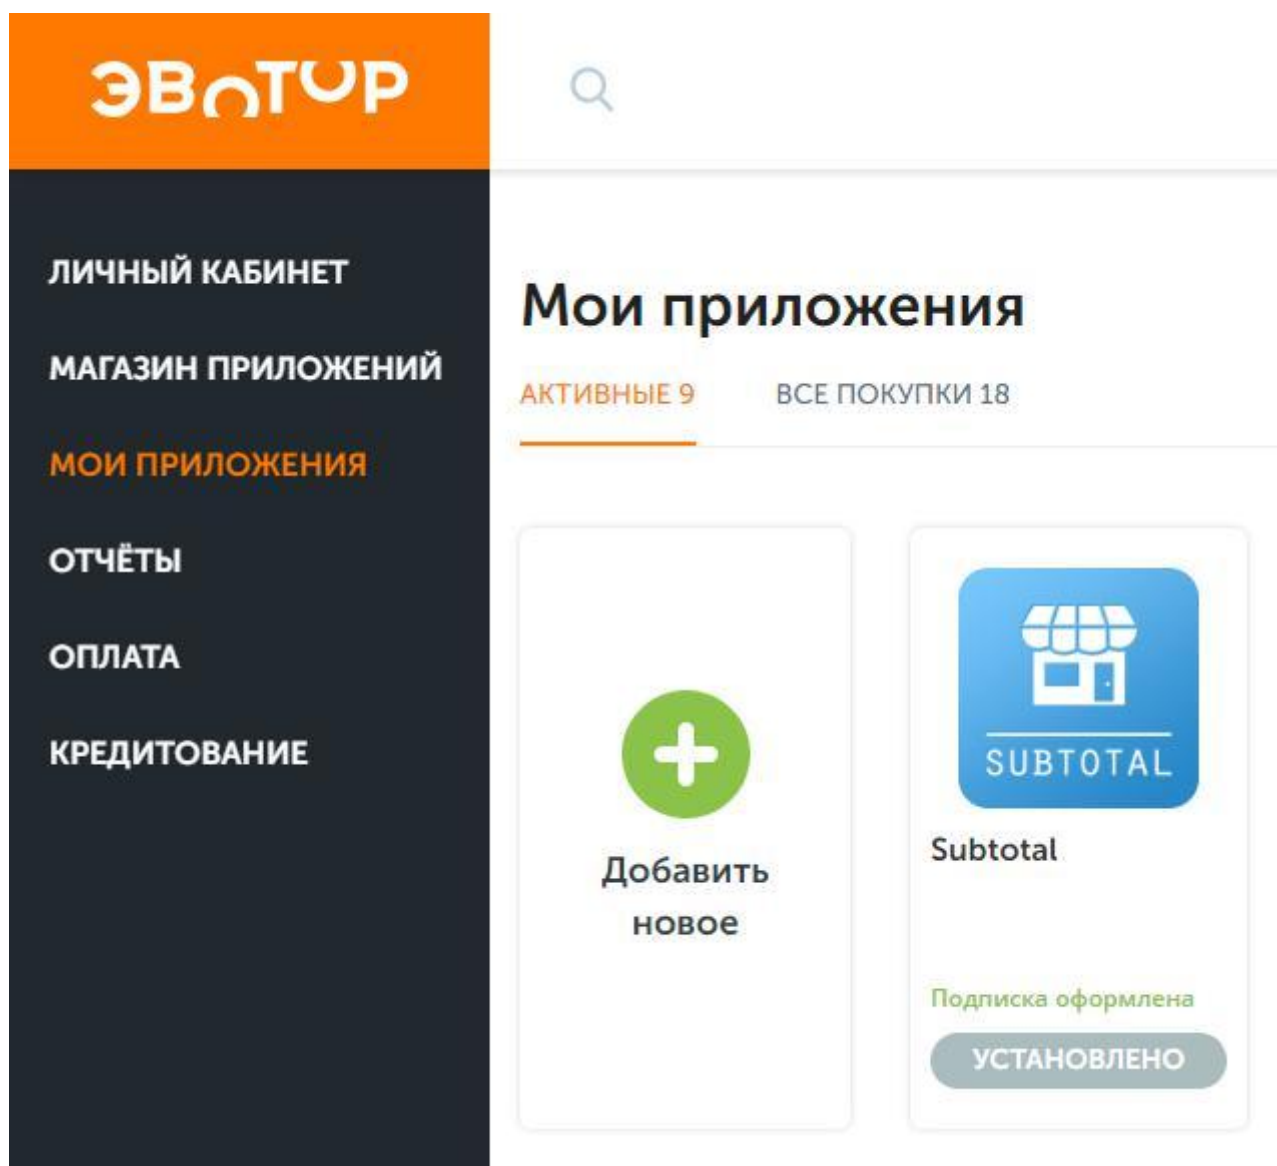 ЭВОТОР
ЛИЧНЫЙ КАБИНЕТ
МАГАЗИН ПРИЛОЖЕНИЙ
МОИ ПРИЛОЖЕНИЯ
ОТЧЁТЫ
ОПЛАТА
КРЕДИТОВАНИЕ
Мои приложения
АКТИВНЫЕ 9
ВСЕ ПОКУПКИ 18
Добавить
новое
SUBTOTAL
Subtotal
Подписка оформлена
УСТАНОВЛЕНО